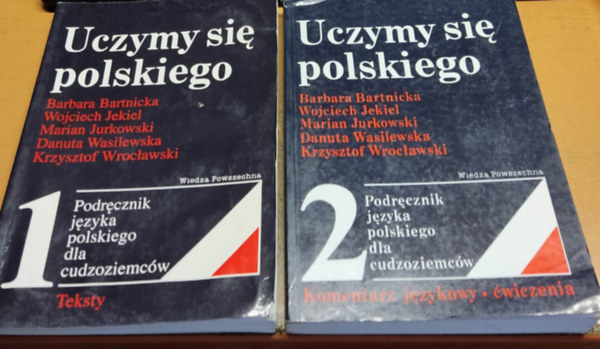 Uczymy się
polskiego
Barbara Bartnicka
Wojciech Jekiel
Marian Jurkowski
Danuta Wasilewska
Krzysztof Wrocławski
Wiedza Powszechna
1
Podręcznik
języka
polskiego
dla
cudzoziemców
Teksty
Uczymy się
polskiego
Barbara Bartnicka
Wojciech Jekiel
Marian Jurkowski
Danuta Wasilewska
Krzysztof Wrocławski
Wiedza Powszechna
2
Podręcznik
języka
polskiego
dla
cudzoziemców
Komentarz językowy • ćwiczenia